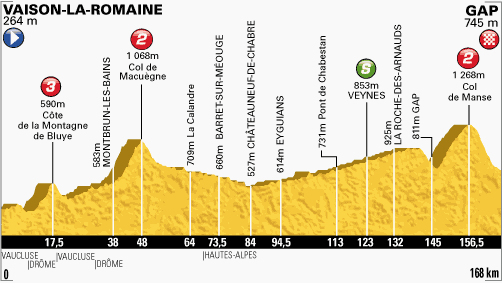 VAISON-LA-ROMAINE
264 m
GAP
745 m
3
590m
Côte
de la Montagne
de Bluye
583m
MONTBRUN-LES-BAINS
2
1 068m
Col de
Macuègne
709m La Calandre
660m BARRET-SUR-MÉOUGE
527m CHÂTEAUNEUF-DE-CHABRE
614m EYGUIANS
731m Pont de Chabestan
S
853m
VEYNES
925m
LA ROCHE-DES-ARNAUDS
811m GAP
2
1 268m
Col
de Manse
17,5
38
48
64
73,5
84
94,5
113
123
132
145
156,5
VAUCLUSE
DRÔME
VAUCLUSE
DRÔME
HAUTES-ALPES
0
168 km